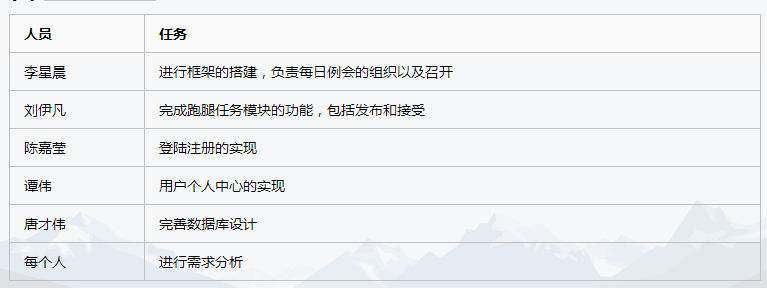 人员 任务
李星晨 进行框架的搭建，负责每日例会的组织以及召开
刘伊凡 完成跑腿任务模块的功能，包括发布和接受
陈嘉莹 登陆注册的实现
谭伟 用户个人中心的实现
唐才伟 完善数据库设计
每个人 进行需求分析